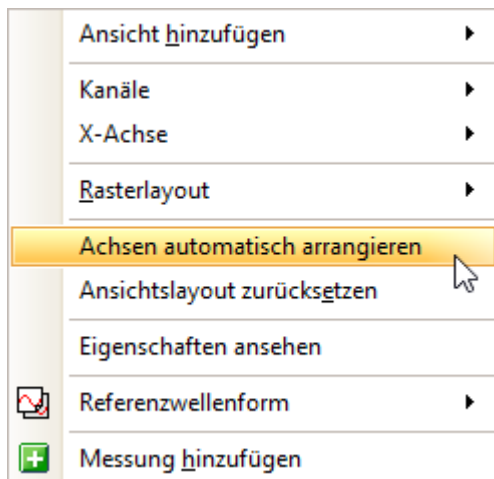 Ansicht hinzufügen
Kanäle
X-Achse
Rasterlayout
Achsen automatisch arrangieren
Ansichtslayout zurücksetzen
Eigenschaften ansehen
Referenzwellenform
Messung hinzufügen